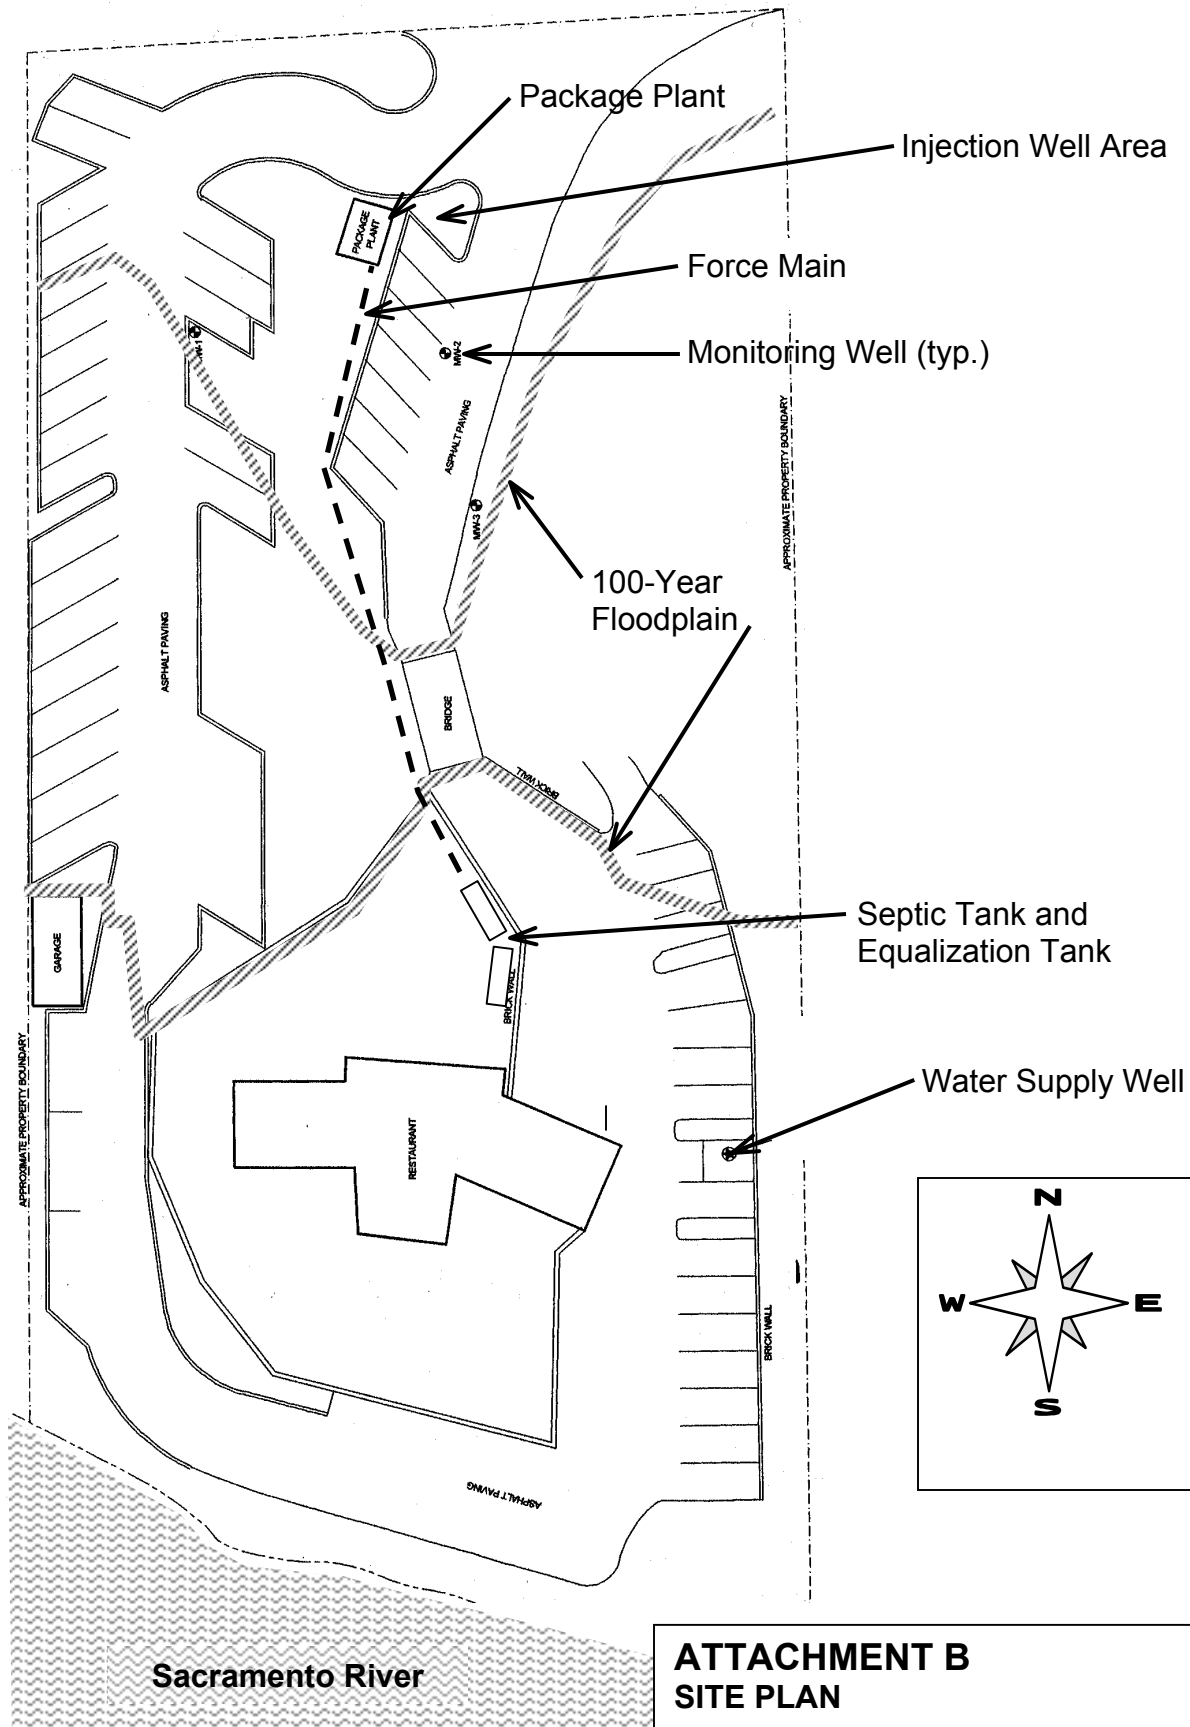 Package Plant
Injection Well Area
PACKAGE
PLANT
Force Main
MW-1
MW-2
Monitoring Well (typ.)
ASPHALT PAVING
APPROXIMATE PROPERTY BOUNDARY
MW-3
100-Year
Floodplain
ASPHALT PAVING
BRIDGE
BRICK WALL
Septic Tank and
Equalization Tank
GARAGE
BRICK WALL
APPROXIMATE PROPERTY BOUNDARY
Water Supply Well
RESTAURANT
N
W
E
S
BRICK WALL
ASPHALT PAVING
Sacramento River
ATTACHMENT B
SITE PLAN